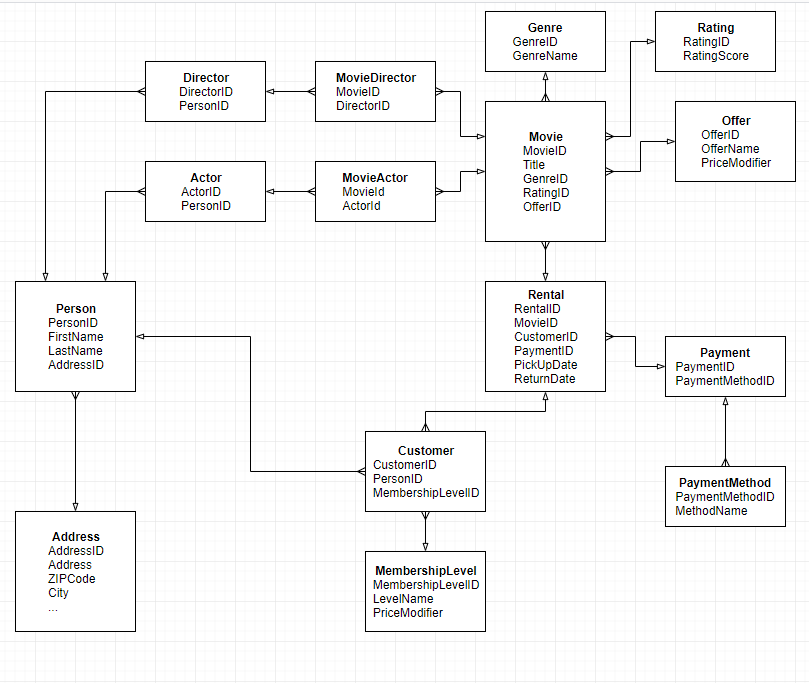 Genre
GenreID
GenreName
Rating
RatingID
RatingScore
Director
DirectorID
PersonID
MovieDirector
MovieID
DirectorID
Movie
MovieID
Title
GenreID
RatingID
OfferID
Offer
OfferID
OfferName
PriceModifier
Actor
ActorID
PersonID
MovieActor
MovieId
ActorId
Person
PersonID
FirstName
LastName
AddressID
Rental
RentalID
MovieID
CustomerID
PaymentID
PickUpDate
ReturnDate
Payment
PaymentID
PaymentMethodID
Customer
CustomerID
PersonID
MembershipLevelID
PaymentMethod
PaymentMethodID
MethodName
Address
AddressID
Address
ZIPCode
City
...
MembershipLevel
MembershipLevelID
LevelName
PriceModifier